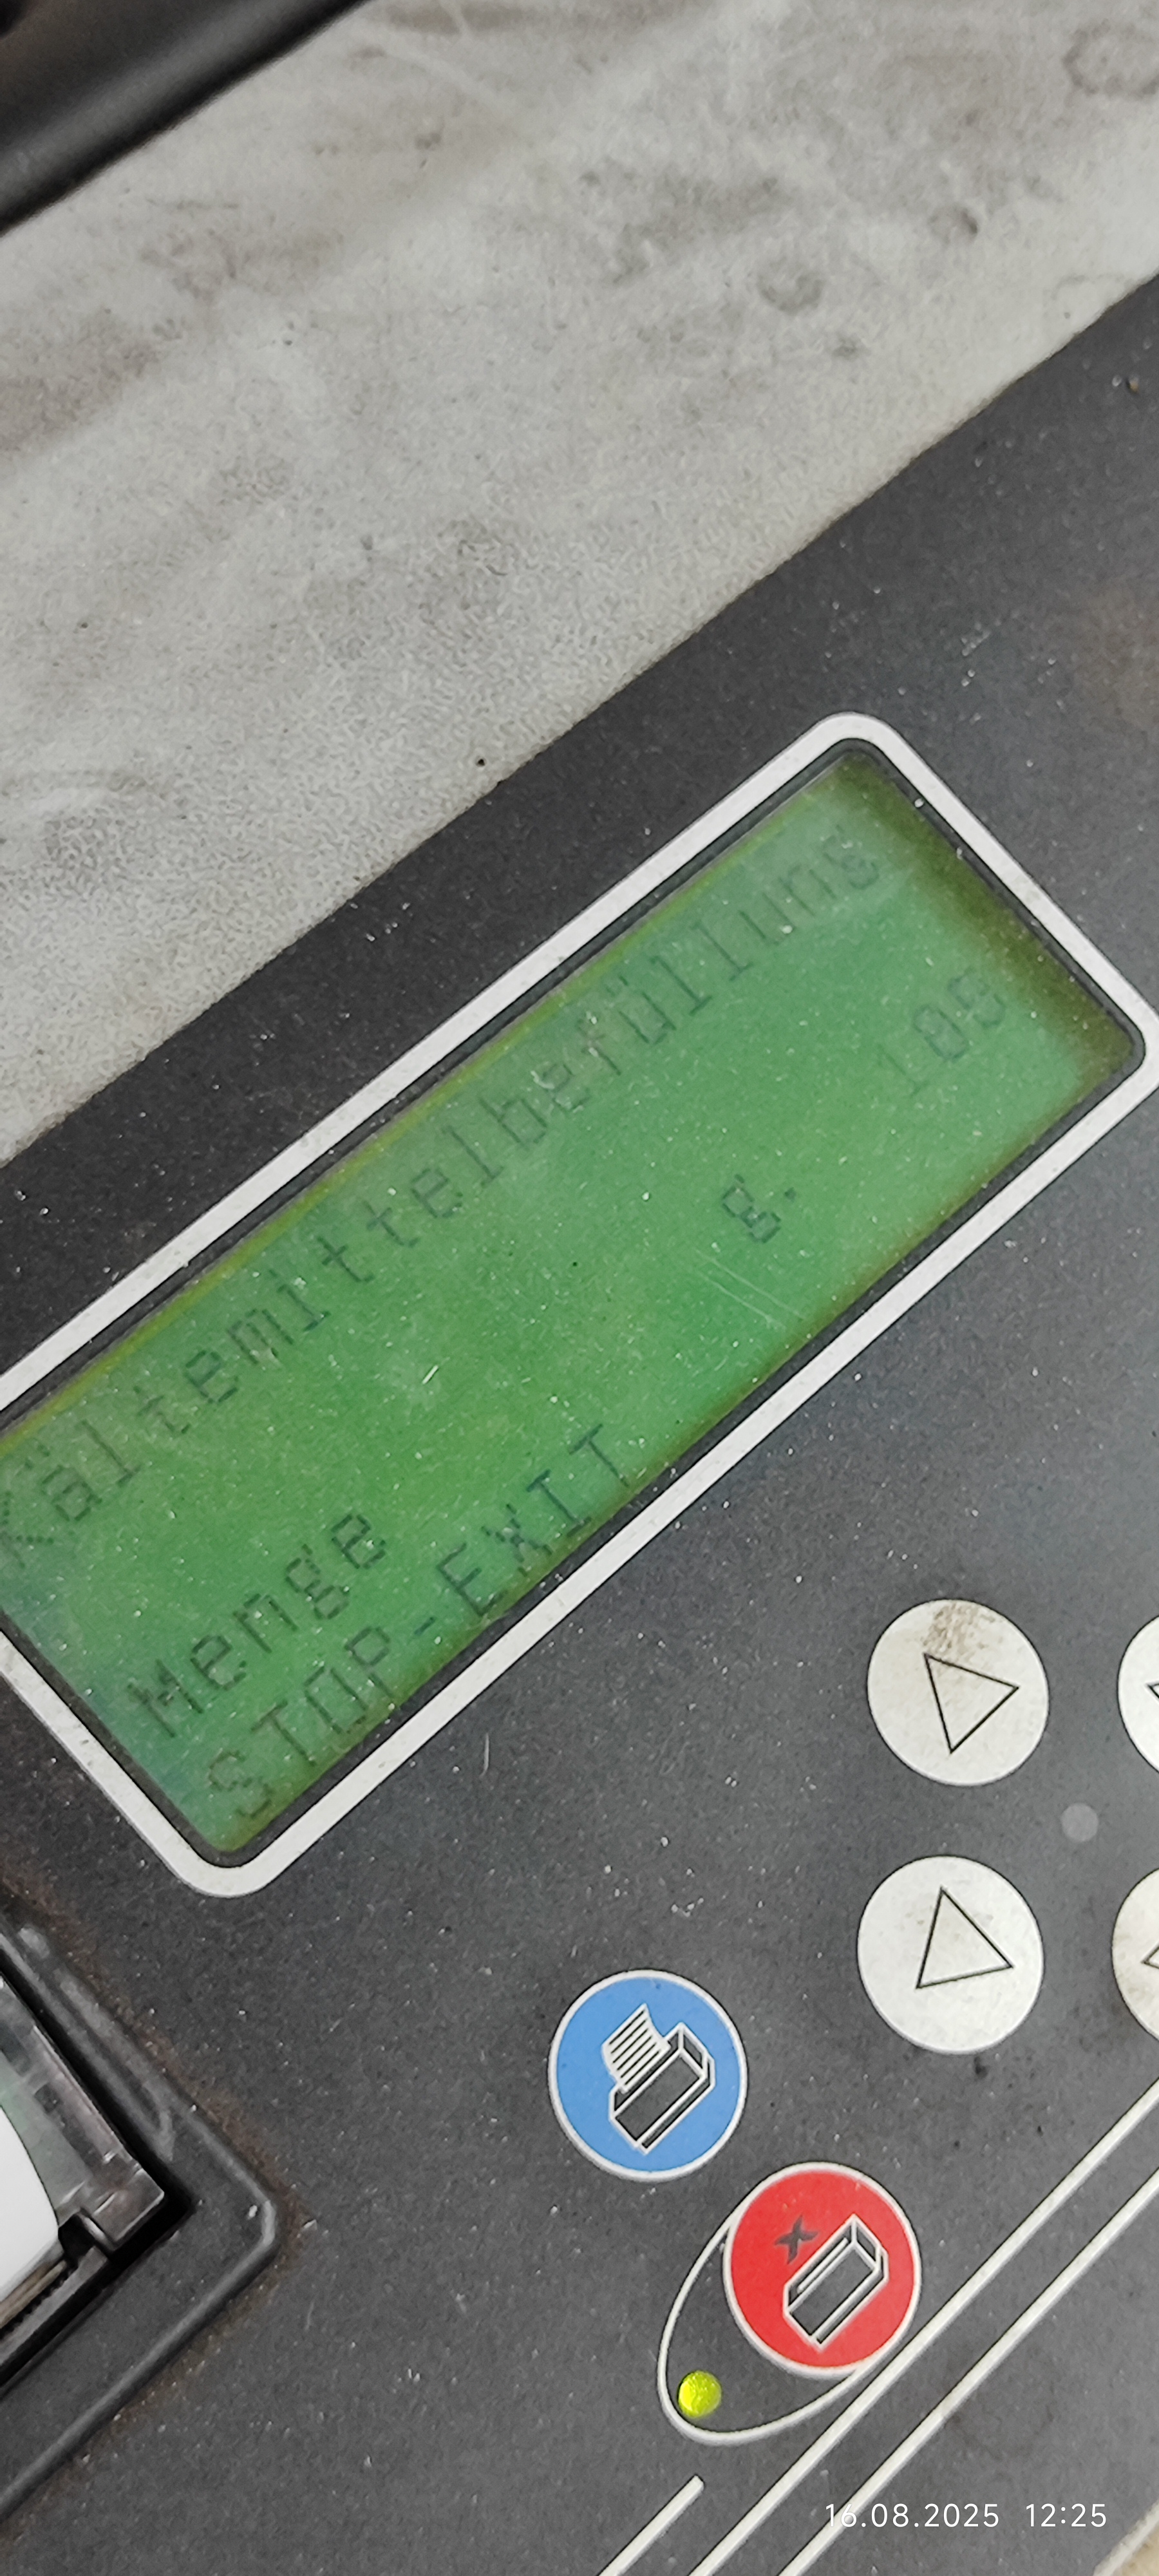 Kältemittelbefüllung
Menge g. 105
STOP-EXIT
16.08.2025 12:25